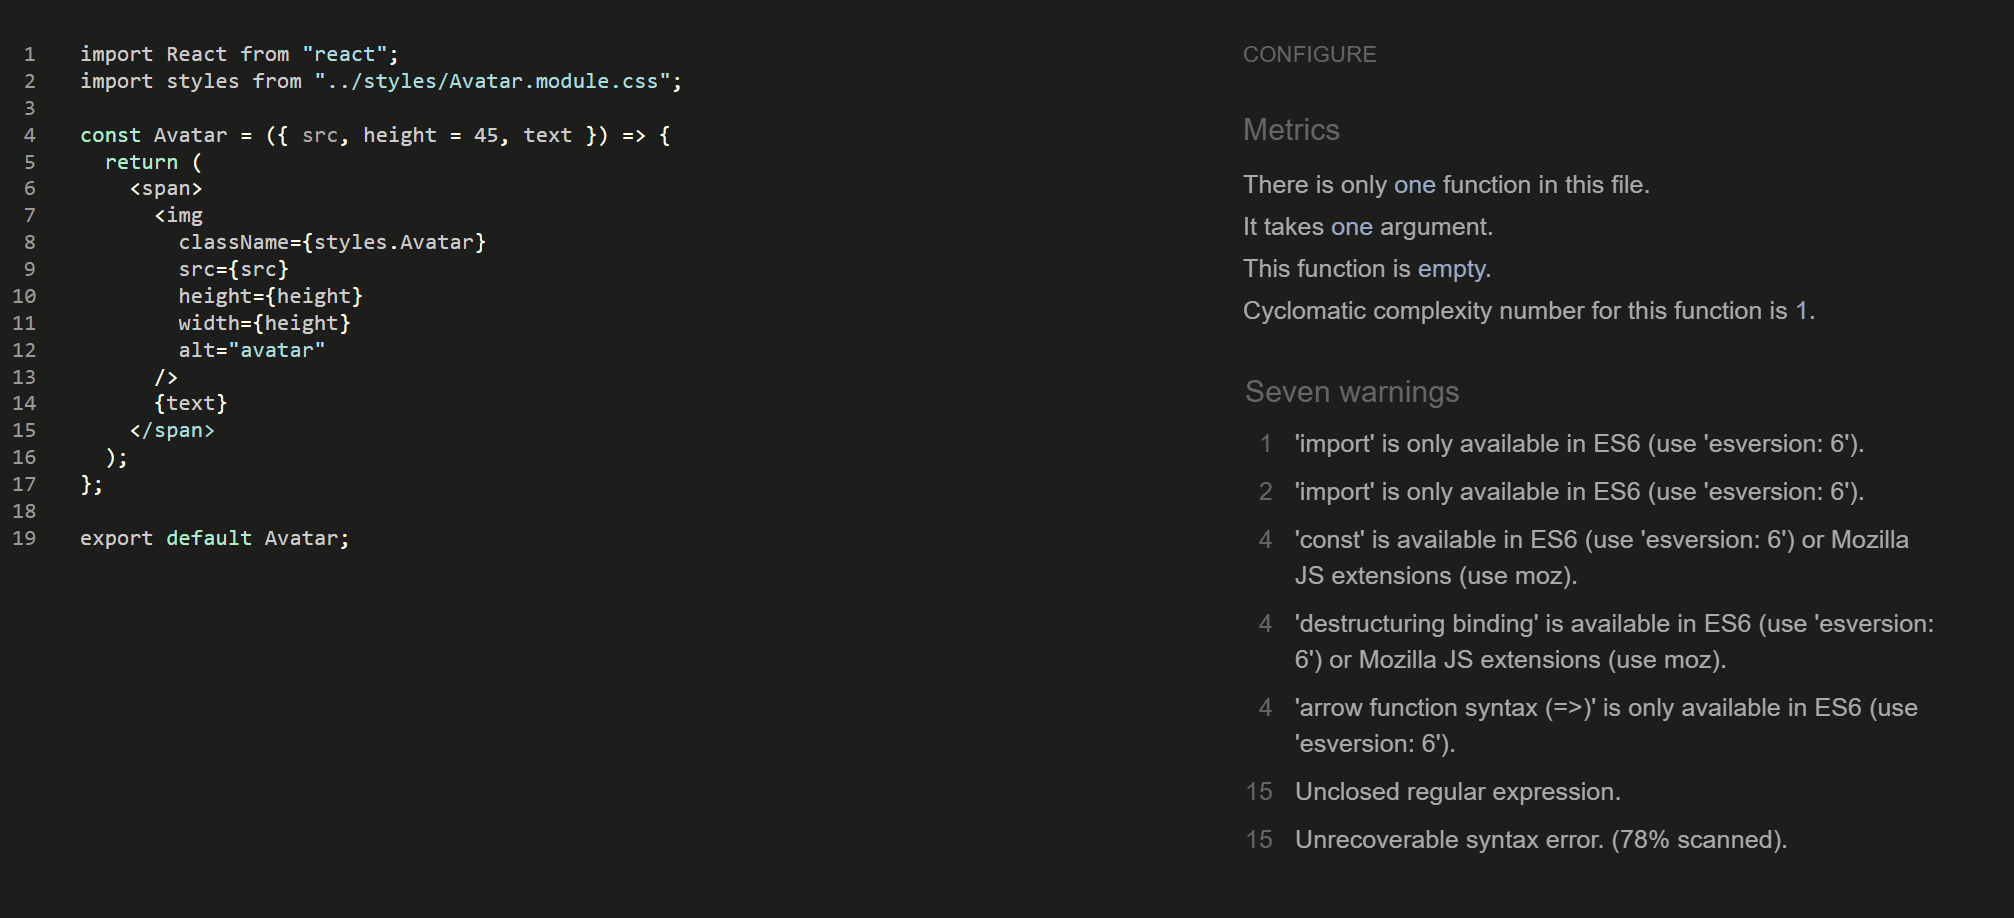 1 import React from "react";
2 import styles from "../styles/Avatar.module.css";
3
4 const Avatar = ({ src, height = 45, text }) => {
5   return (
6     <span>
7       <img
8         className={styles.Avatar}
9         src={src}
10         height={height}
11         width={height}
12         alt="avatar"
13       />
14       {text}
15     </span>
16   );
17 };
18
19 export default Avatar;
CONFIGURE
Metrics
There is only one function in this file.
It takes one argument.
This function is empty.
Cyclomatic complexity number for this function is 1.
Seven warnings
1 'import' is only available in ES6 (use 'esversion: 6').
2 'import' is only available in ES6 (use 'esversion: 6').
4 'const' is available in ES6 (use 'esversion: 6') or Mozilla
JS extensions (use moz).
4 'destructuring binding' is available in ES6 (use 'esversion:
6') or Mozilla JS extensions (use moz).
4 'arrow function syntax (=>)' is only available in ES6 (use
'esversion: 6').
15 Unclosed regular expression.
15 Unrecoverable syntax error. (78% scanned).